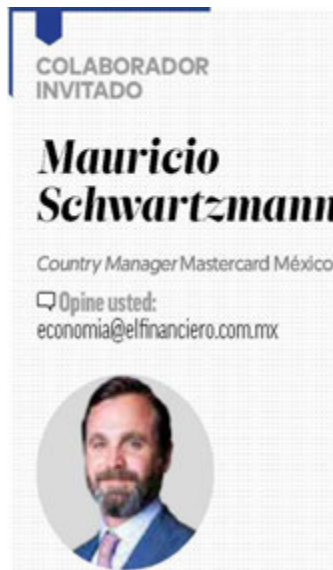 COLABORADOR
INVITADO
Mauricio
Schwartzmann
Country Manager Mastercard México
Opine usted:
economia@elfinanciero.com.mx